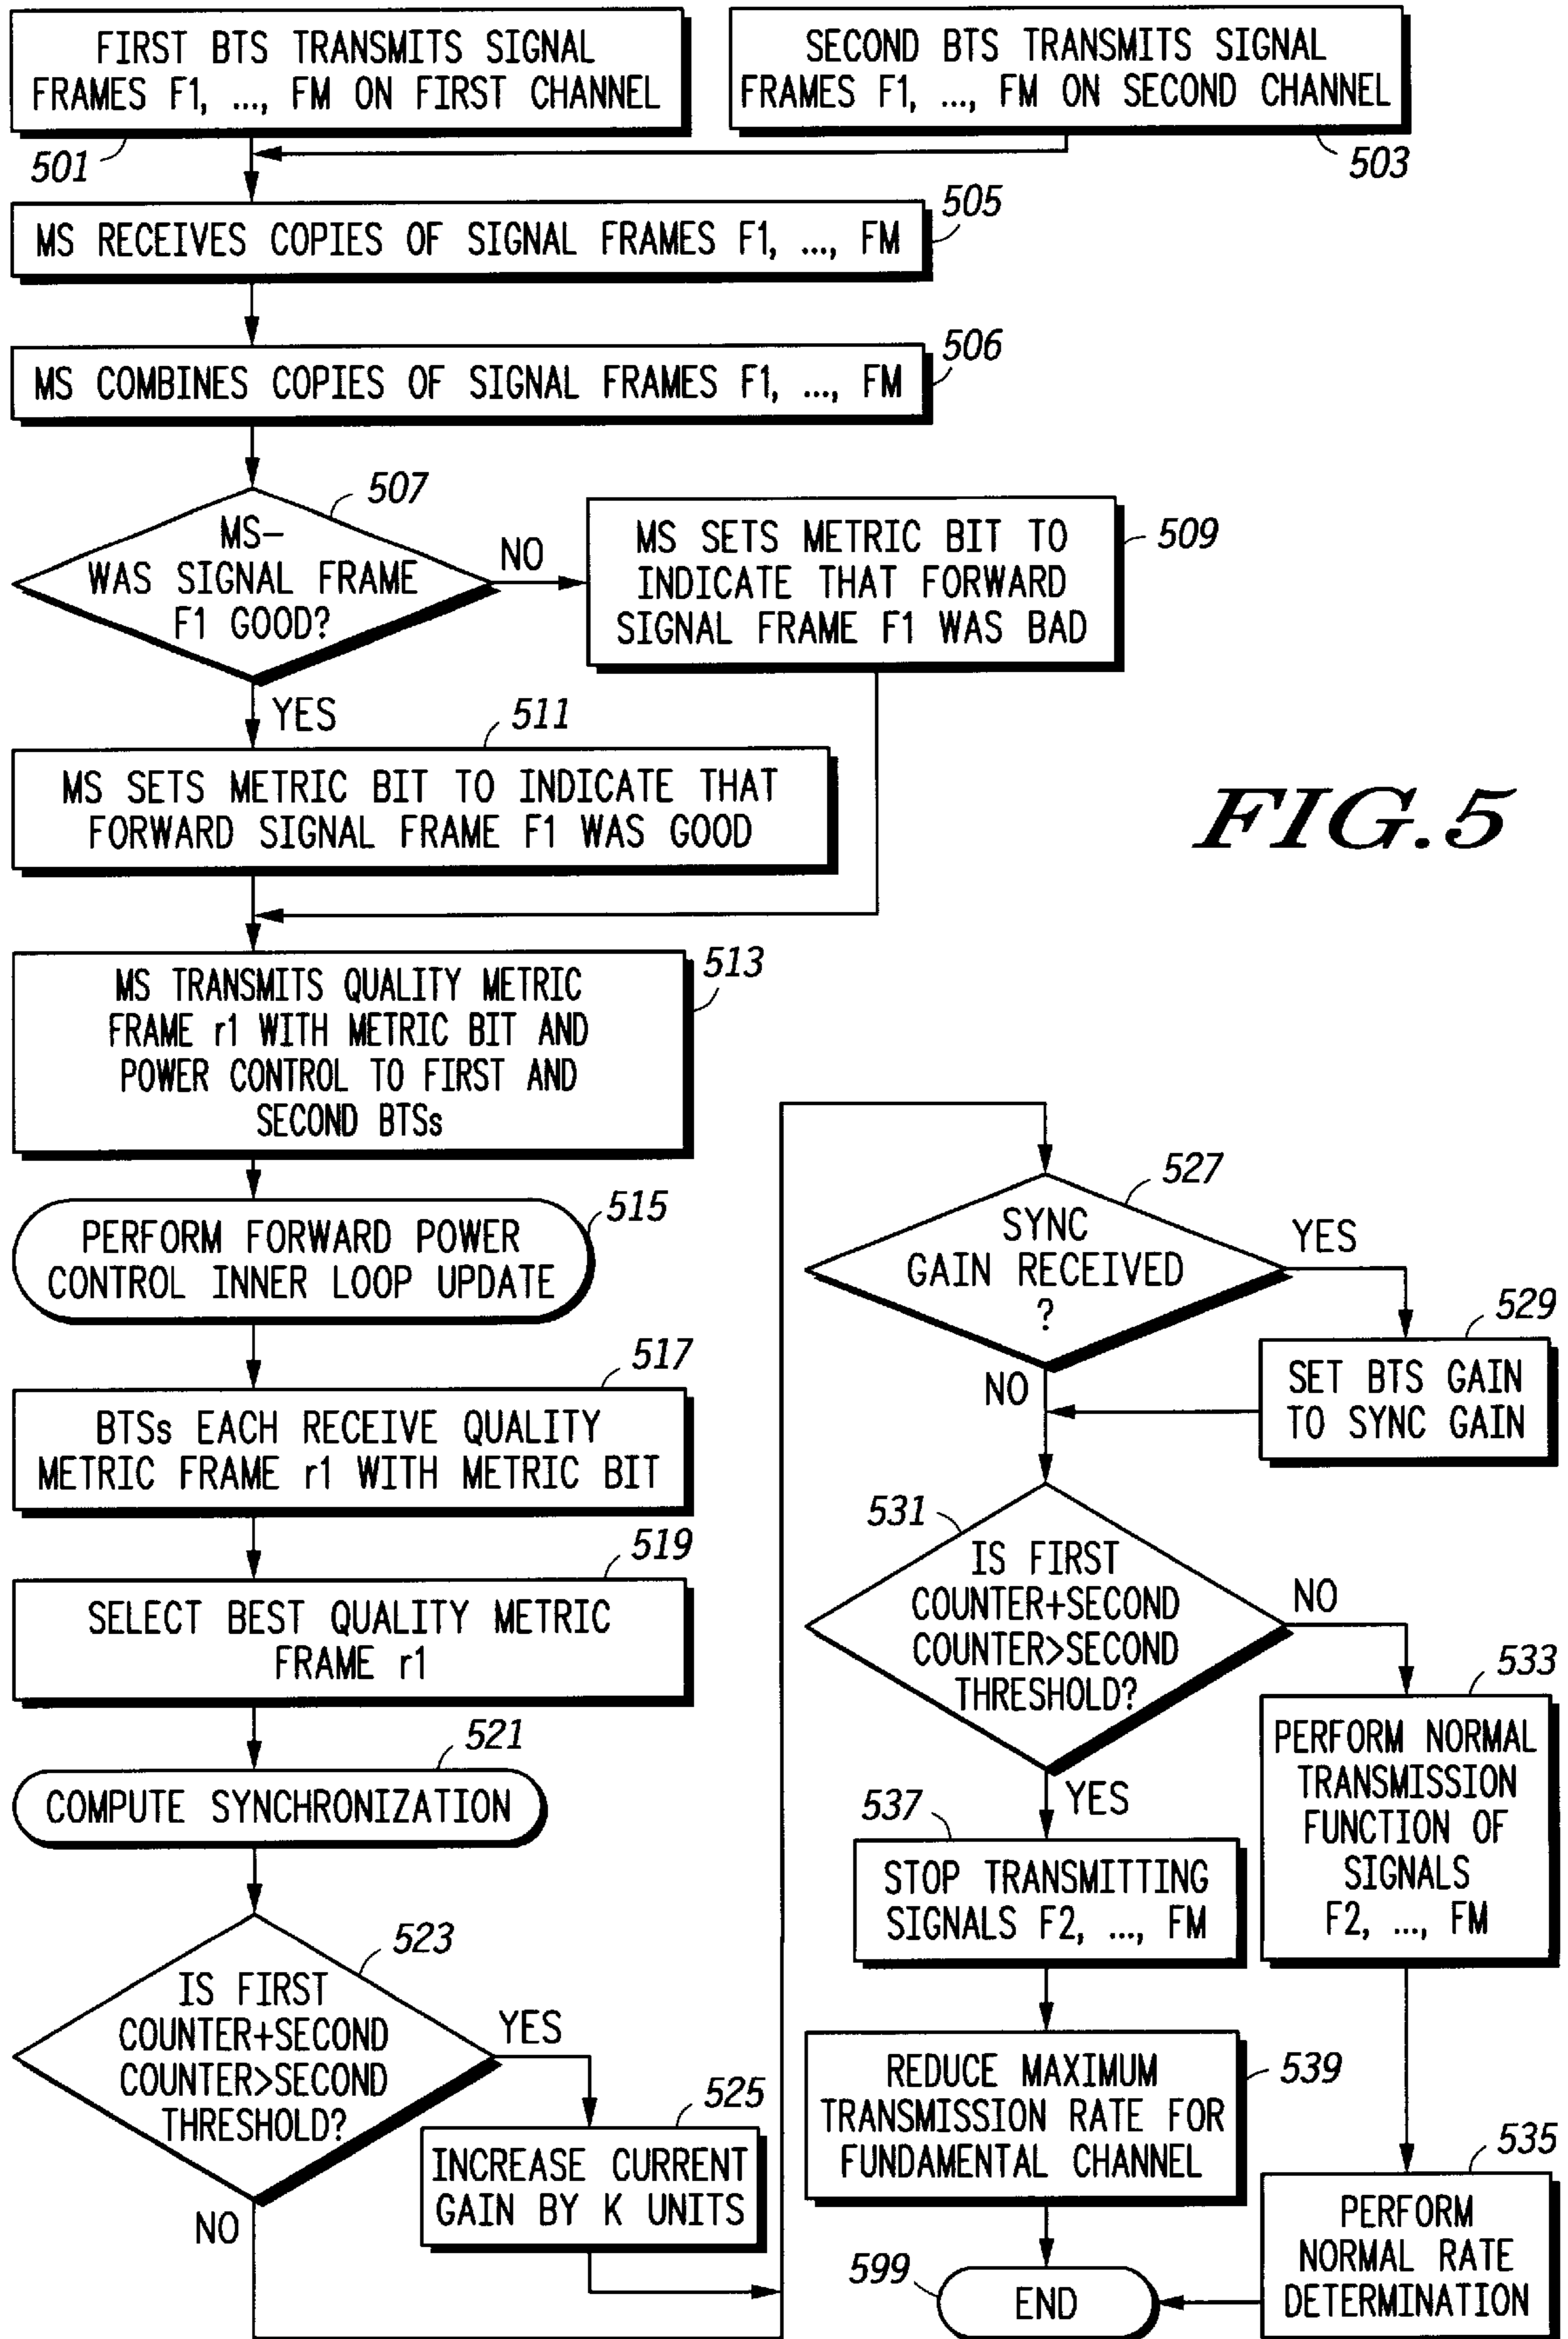 FIRST BTS TRANSMITS SIGNAL
FRAMES F1, ..., FM ON FIRST CHANNEL
501
SECOND BTS TRANSMITS SIGNAL
FRAMES F1, ..., FM ON SECOND CHANNEL
503
MS RECEIVES COPIES OF SIGNAL FRAMES F1, ..., FM
505
MS COMBINES COPIES OF SIGNAL FRAMES F1, ..., FM
506
507
MS-
WAS SIGNAL FRAME
F1 GOOD?
NO
MS SETS METRIC BIT TO
INDICATE THAT FORWARD
SIGNAL FRAME F1 WAS BAD
509
YES
511
MS SETS METRIC BIT TO INDICATE THAT
FORWARD SIGNAL FRAME F1 WAS GOOD
FIG.5
MS TRANSMITS QUALITY METRIC
FRAME r1 WITH METRIC BIT AND
POWER CONTROL TO FIRST AND
SECOND BTSs
513
PERFORM FORWARD POWER
CONTROL INNER LOOP UPDATE
515
517
BTSs EACH RECEIVE QUALITY
METRIC FRAME r1 WITH METRIC BIT
519
SELECT BEST QUALITY METRIC
FRAME r1
521
COMPUTE SYNCHRONIZATION
523
IS FIRST
COUNTER+SECOND
COUNTER>SECOND
THRESHOLD?
YES
NO
525
INCREASE CURRENT
GAIN BY K UNITS
527
SYNC
GAIN RECEIVED
?
YES
NO
529
SET BTS GAIN
TO SYNC GAIN
531
IS FIRST
COUNTER+SECOND
COUNTER>SECOND
THRESHOLD?
NO
YES
533
PERFORM NORMAL
TRANSMISSION
FUNCTION OF
SIGNALS
F2, ..., FM
537
STOP TRANSMITTING
SIGNALS F2, ..., FM
REDUCE MAXIMUM
TRANSMISSION RATE FOR
FUNDAMENTAL CHANNEL
539
535
PERFORM
NORMAL RATE
DETERMINATION
599
END